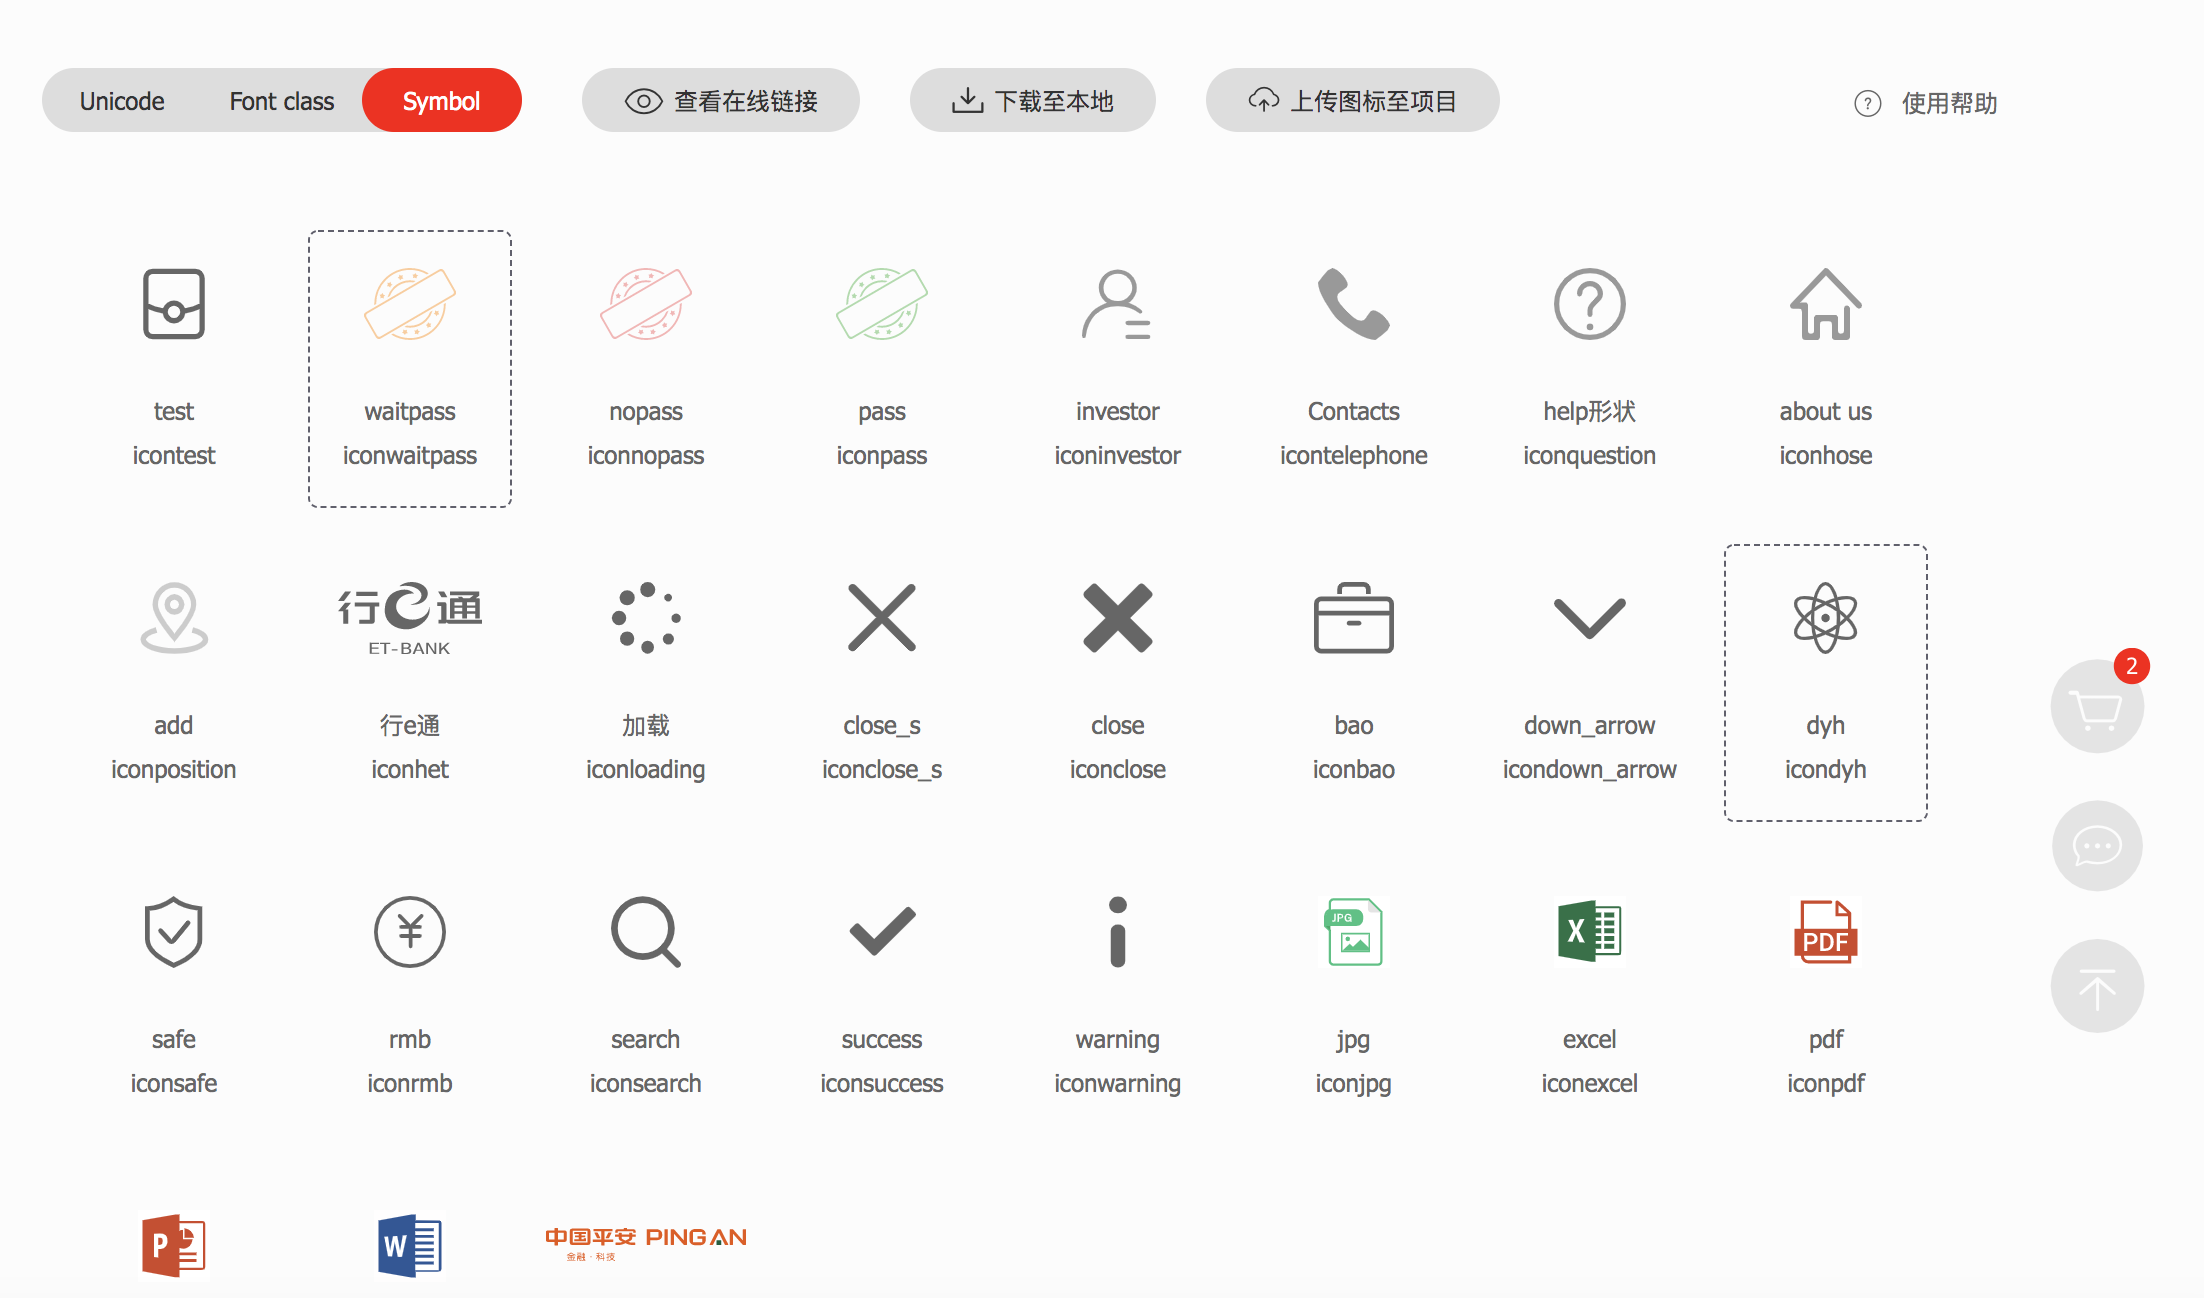 Unicode Font class Symbol 查看在线链接 下载至本地 上传图标至项目 ? 使用帮助
test waitpass nopass pass investor Contacts help形状 about us
icontest iconwaitpass iconnopass iconpass iconinvestor icontelephone iconquestion iconhose
行e通
ET-BANK
2
add 行e通 加载 close_s close bao down_arrow dyh
iconposition iconhet iconloading iconclose_s iconclose iconbao icondown_arrow icondyh
¥ JPG X PDF
safe rmb search success warning jpg excel pdf
iconsafe iconrmb iconsearch iconsuccess iconwarning iconjpg iconexcel iconpdf
P W 中国平安 PINGAN
金融·科技